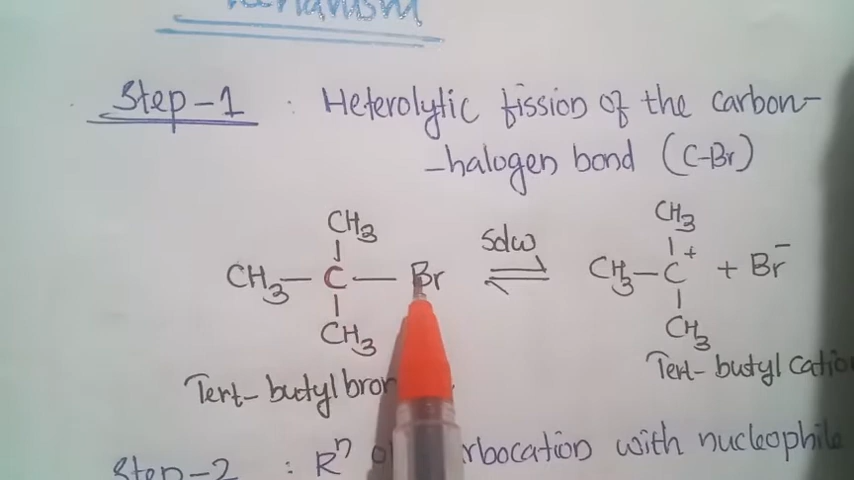 Step-1 : Heterolytic fission of the carbon-
-halogen bond (C-Br)
CH3 CH3
CH3-C-Br slow ⇌ CH3-C+ + Br-
CH3 CH3
Tert-butyl Tert-butyl
Step-2 : Rn with nucleophile